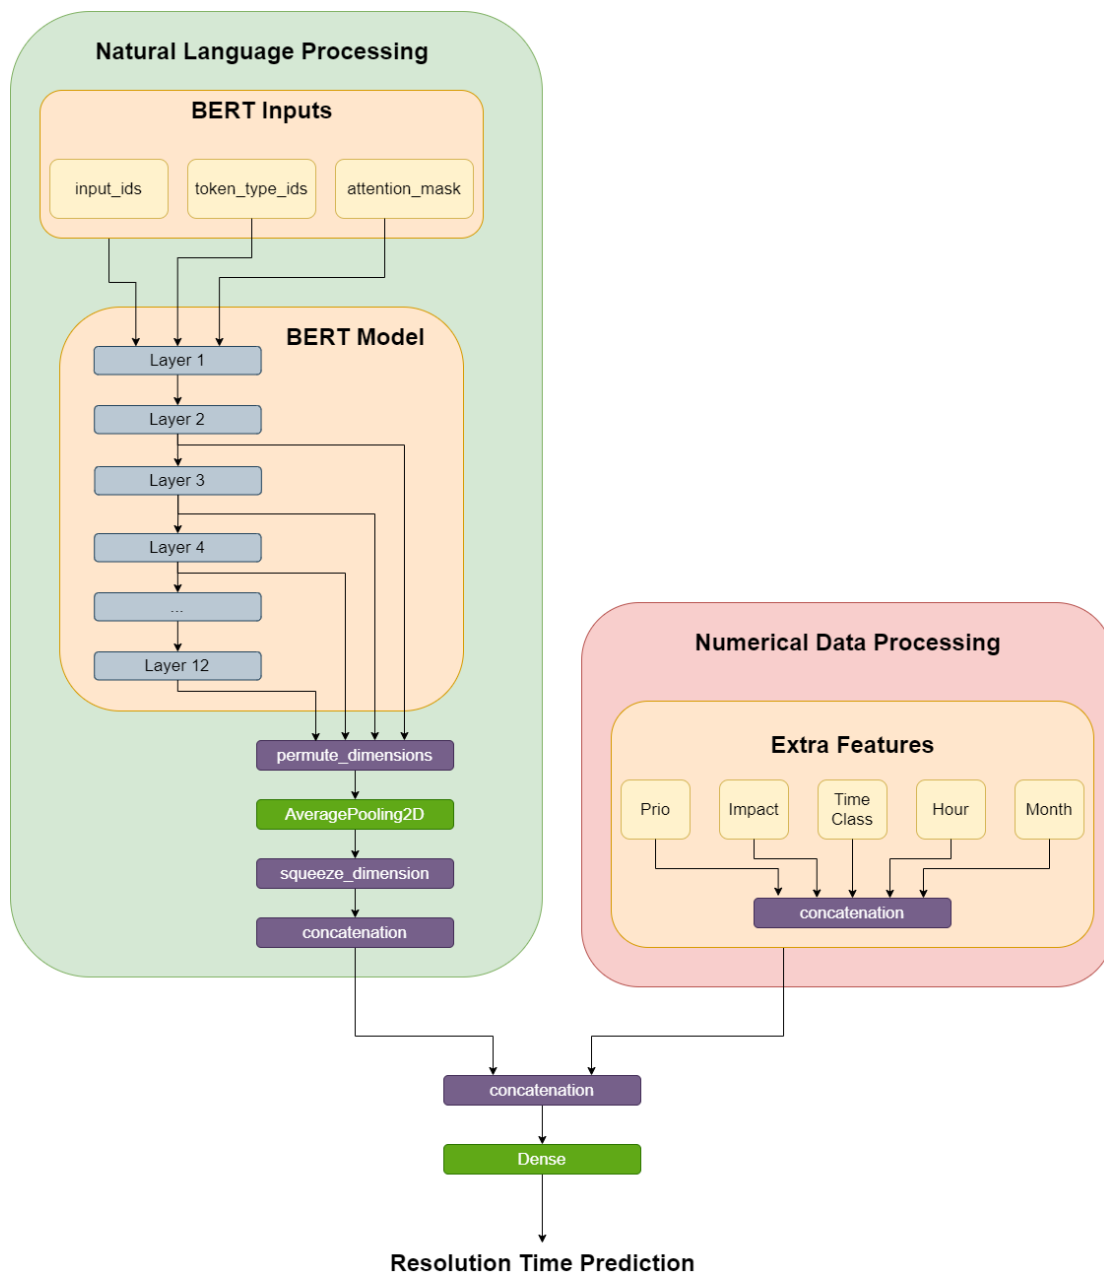 Natural Language Processing
BERT Inputs
input_ids
token_type_ids
attention_mask
BERT Model
Layer 1
Layer 2
Layer 3
Layer 4
...
Layer 12
permute_dimensions
AveragePooling2D
squeeze_dimension
concatenation
Numerical Data Processing
Extra Features
Prio
Impact
Time
Class
Hour
Month
concatenation
concatenation
Dense
Resolution Time Prediction